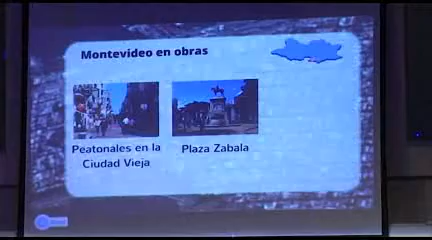 Montevideo en obras
Peatonales en la
Ciudad Vieja
Plaza Zabala